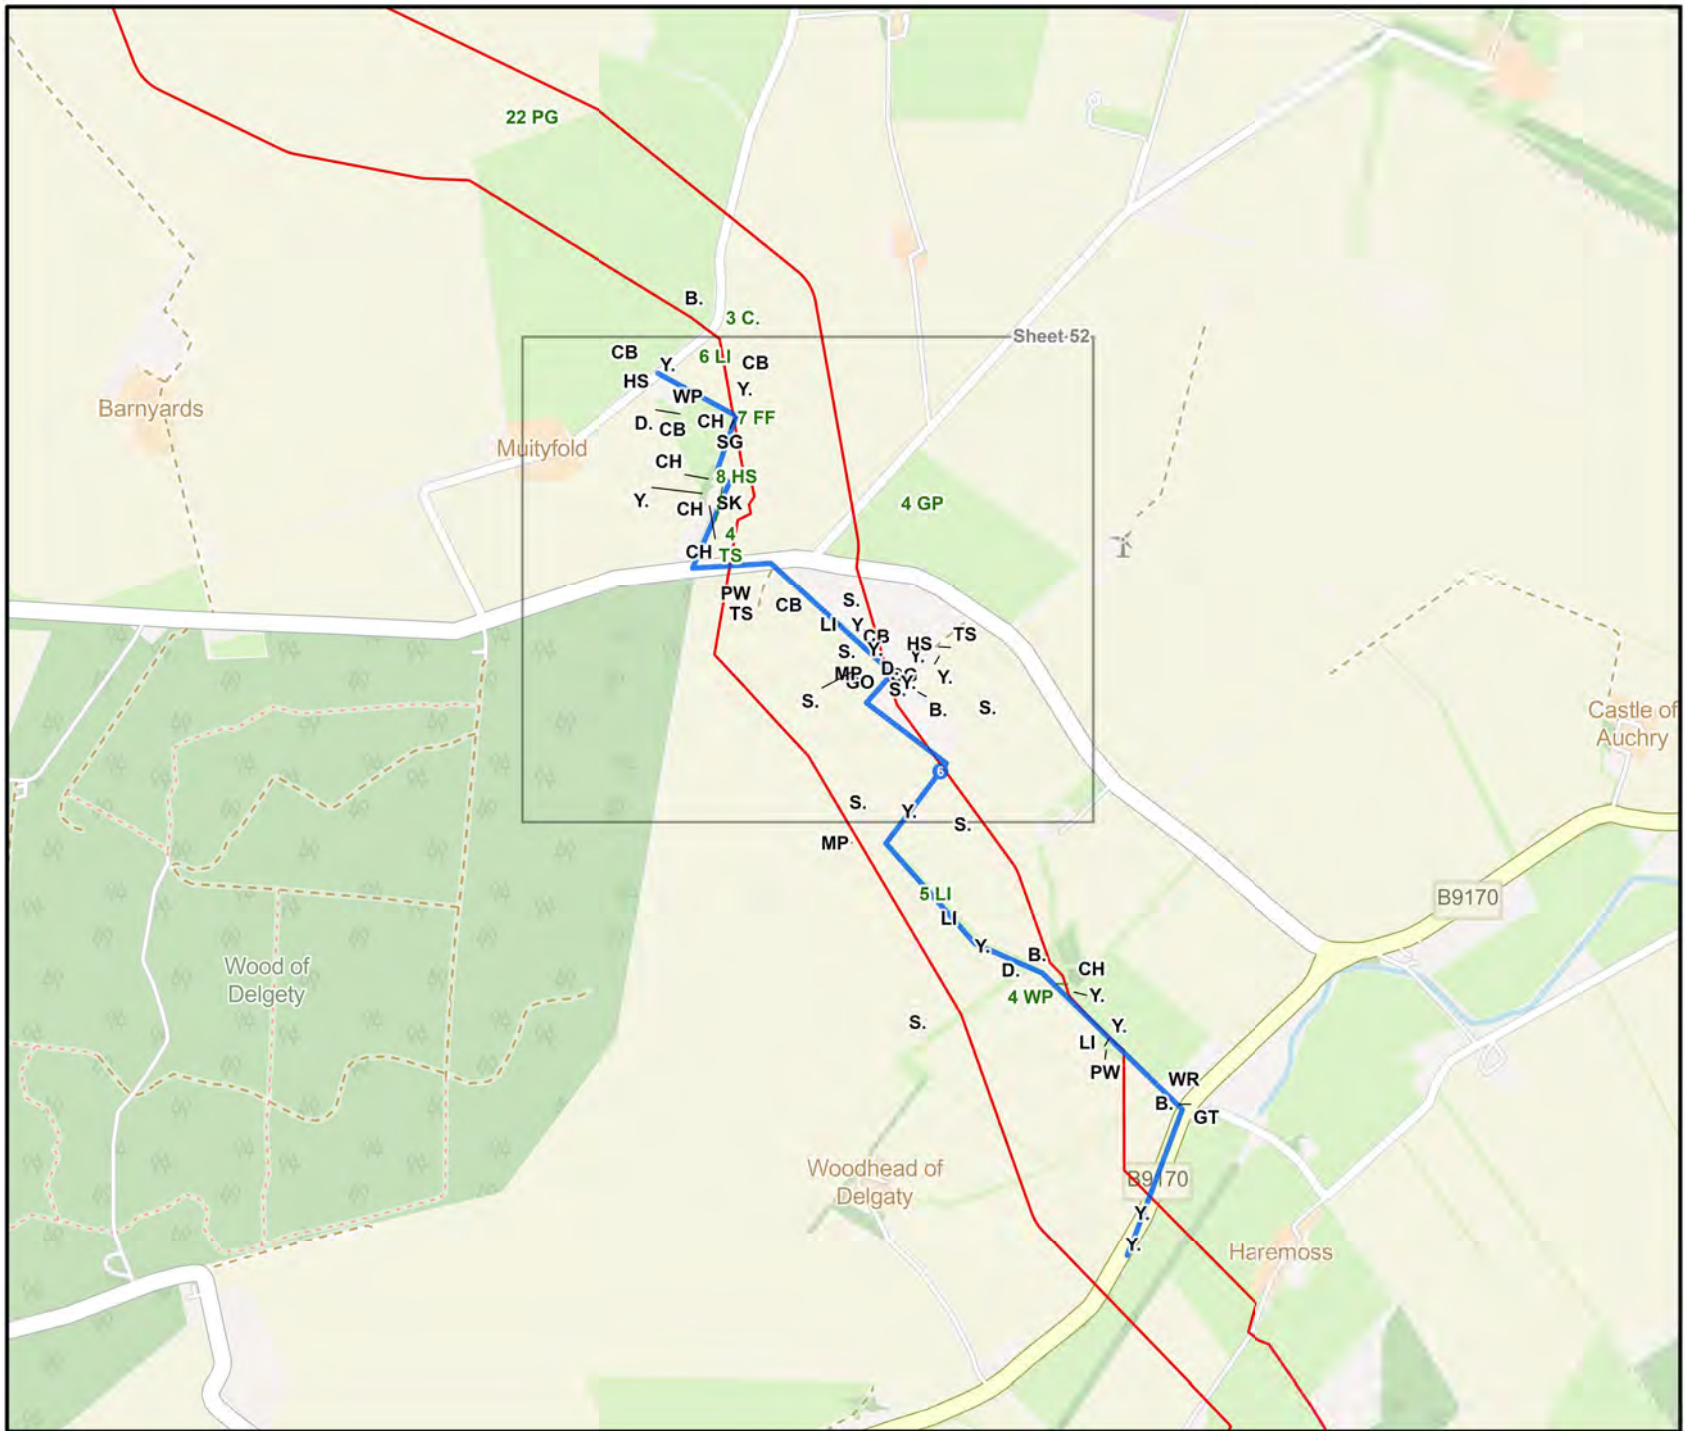 22 PG
B.
3 C.
Sheet 52
CB
Y.
6 LI
CB
HS
WP
Y.
Barnyards
D.
CB
CH
7 FF
SG
Muityfold
CH
8 HS
Y.
CH
SK
4 GP
4
CH
TS
PW
TS
CB
S.
LI
Y.
CB
TS
S.
Y.
HS
Y.
MP
GO
D.
Y.
Y.
S.
S.
B.
S.
Castle of
Auchry
6
S.
Y.
S.
MP
5 LI
B9170
LI
Y.
B.
D.
CH
Wood of
Delgety
4 WP
Y.
S.
Y.
LI
PW
WR
B.
GT
Woodhead of
Delgaty
B9170
Y.
Y.
Haremoss